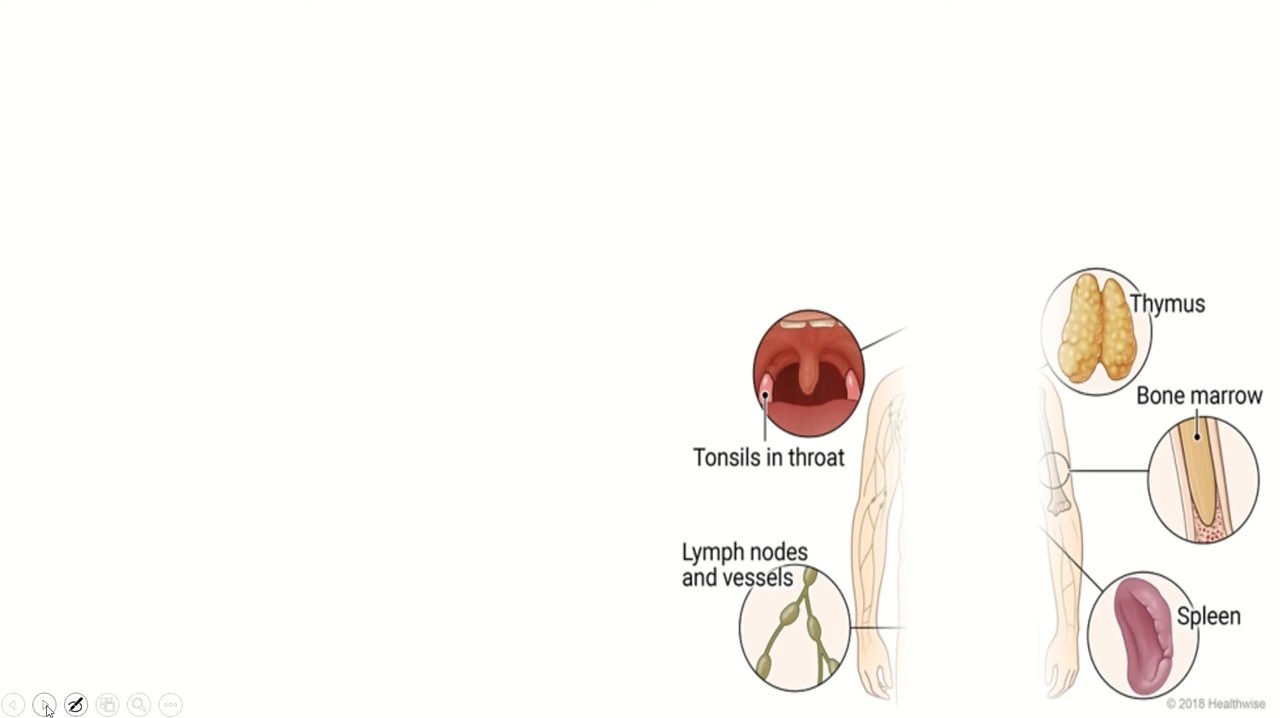 Thymus
Bone marrow
Tonsils in throat
Lymph nodes
and vessels
Spleen
© 2018 Healthwise